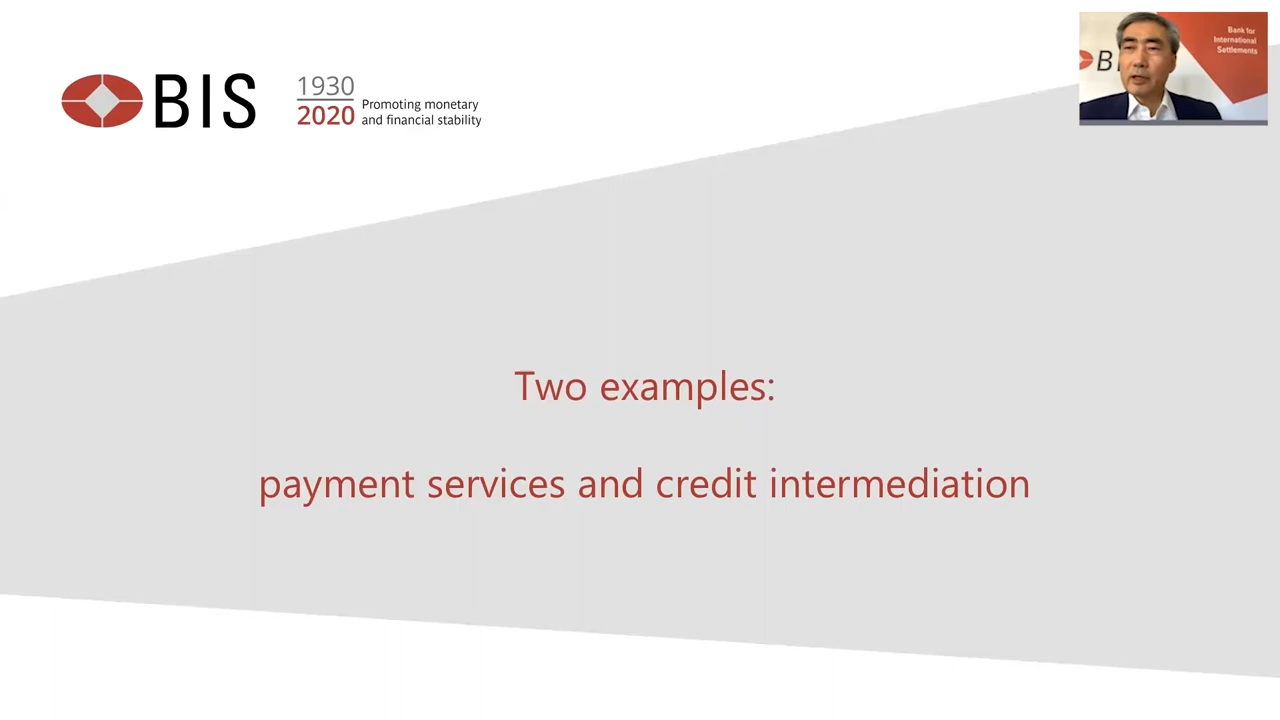 BIS
1930
2020
Promoting monetary
and financial stability
Bank for
International
Settlements
B
Two examples:
payment services and credit intermediation